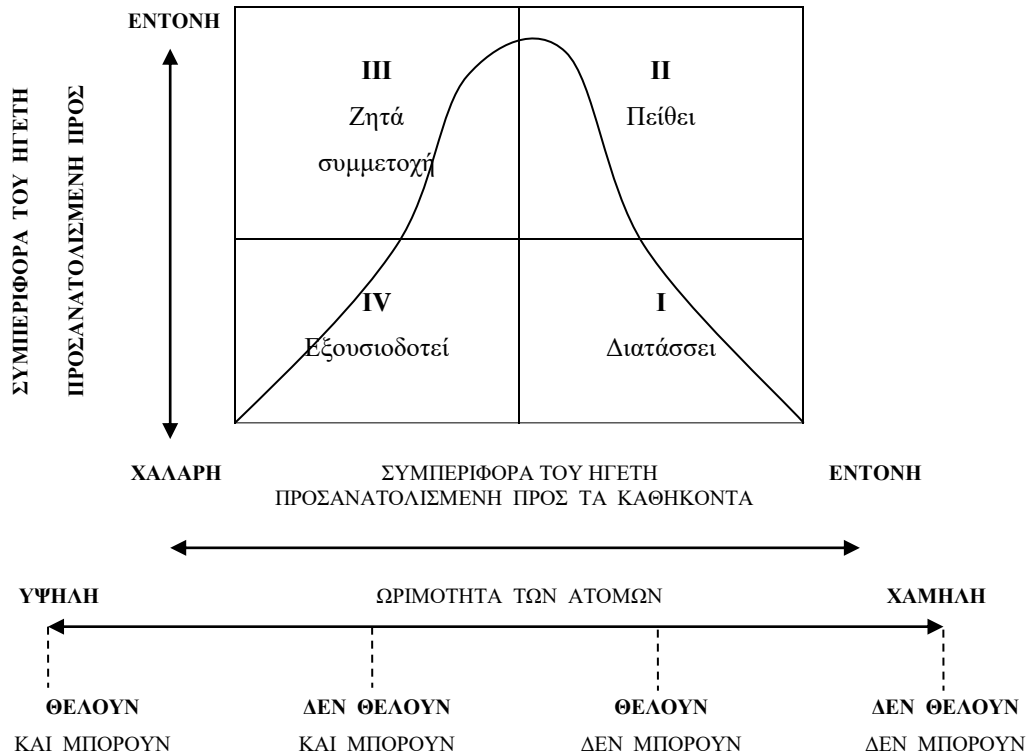 ΕΝΤΟΝΗ
ΣΥΜΠΕΡΙΦΟΡΑ ΤΟΥ ΗΓΕΤΗ
ΠΡΟΣΑΝΑΤΟΛΙΣΜΕΝΗ ΠΡΟΣ
III
Ζητά
συμμετοχή
II
Πείθει
IV
Εξουσιοδοτεί
I
Διατάσσει
ΧΑΛΑΡΗ
ΣΥΜΠΕΡΙΦΟΡΑ ΤΟΥ ΗΓΕΤΗ
ΠΡΟΣΑΝΑΤΟΛΙΣΜΕΝΗ ΠΡΟΣ ΤΑ ΚΑΘΗΚΟΝΤΑ
ΕΝΤΟΝΗ
ΥΨΗΛΗ
ΩΡΙΜΟΤΗΤΑ ΤΩΝ ΑΤΟΜΩΝ
ΧΑΜΗΛΗ
ΘΕΛΟΥΝ
ΚΑΙ ΜΠΟΡΟΥΝ
ΔΕΝ ΘΕΛΟΥΝ
ΚΑΙ ΜΠΟΡΟΥΝ
ΘΕΛΟΥΝ
ΔΕΝ ΜΠΟΡΟΥΝ
ΔΕΝ ΘΕΛΟΥΝ
ΔΕΝ ΜΠΟΡΟΥΝ